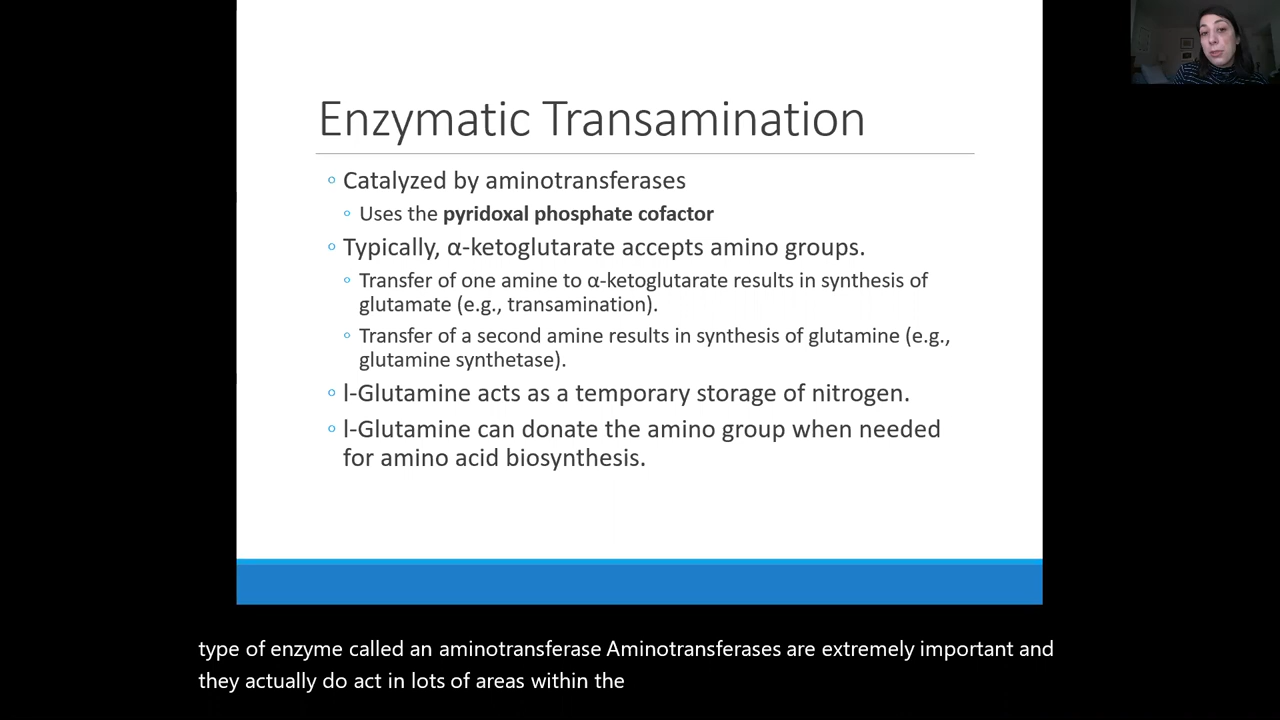 Enzymatic Transamination
◦ Catalyzed by aminotransferases
◦ Uses the pyridoxal phosphate cofactor
◦ Typically, α-ketoglutarate accepts amino groups.
◦ Transfer of one amine to α-ketoglutarate results in synthesis of
glutamate (e.g., transamination).
◦ Transfer of a second amine results in synthesis of glutamine (e.g.,
glutamine synthetase).
◦ l-Glutamine acts as a temporary storage of nitrogen.
◦ l-Glutamine can donate the amino group when needed
for amino acid biosynthesis.
type of enzyme called an aminotransferase Aminotransferases are extremely important and
they actually do act in lots of areas within the